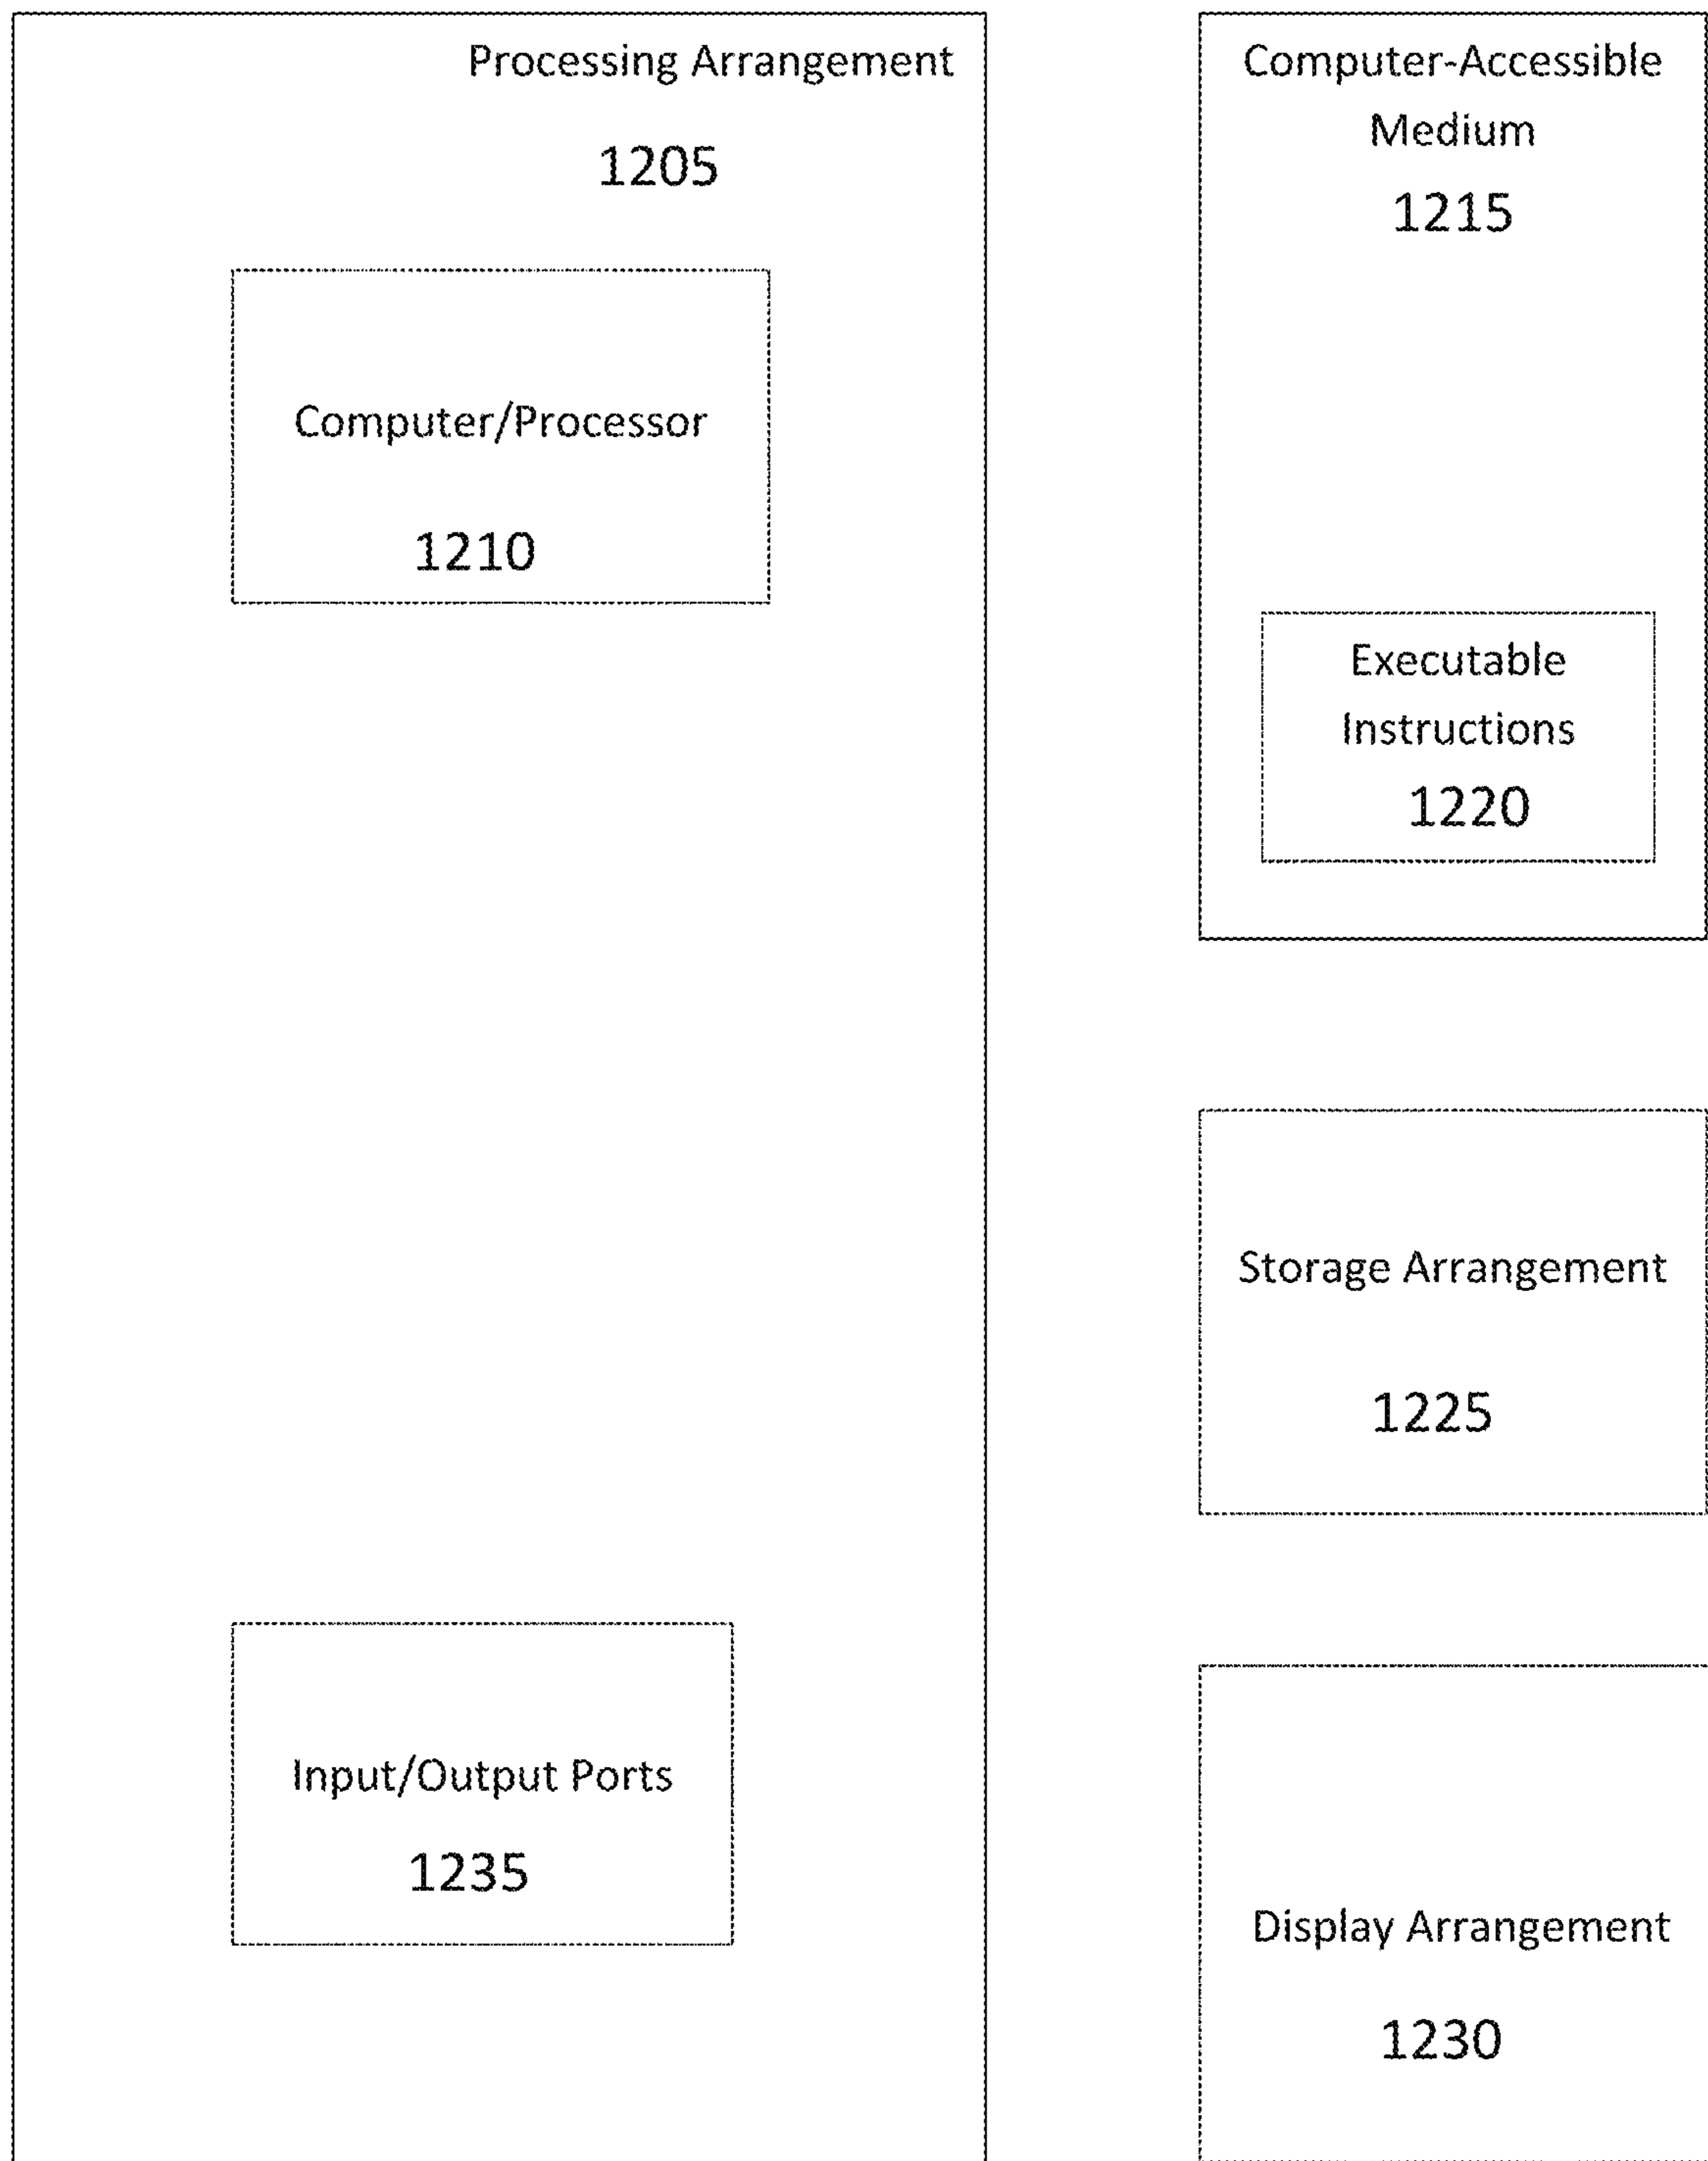 Processing Arrangement
1205
Computer/Processor
1210
Input/Output Ports
1235
Computer-Accessible
Medium
1215
Executable
Instructions
1220
Storage Arrangement
1225
Display Arrangement
1230